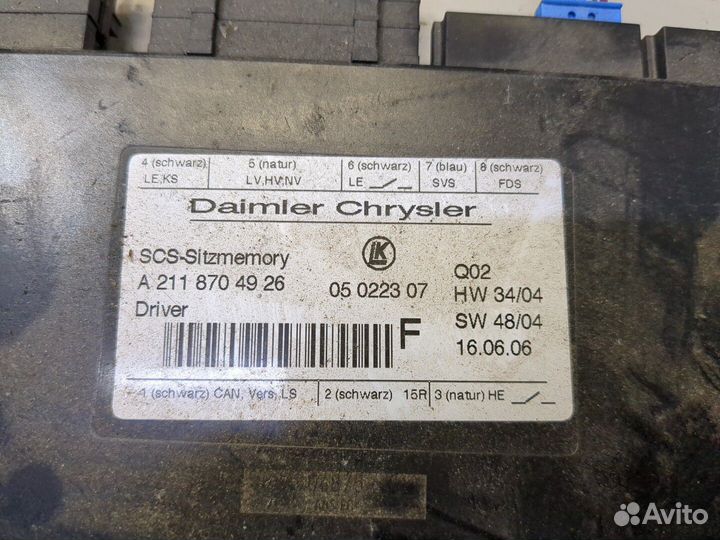 4 (schwarz) 5 (natur) 6 (schwarz) 7 (blau) 8 (schwarz)
LE,KS LV,HV,NV LE SVS FDS
Daimler Chrysler
SCS-Sitzmemory LK Q02
A 211 870 49 26 05 0223 07 HW 34/04
Driver F SW 48/04
16.06.06
1 (schwarz) CAN, Vers, LS 2 (schwarz) 15R 3 (natur) HE
Avito